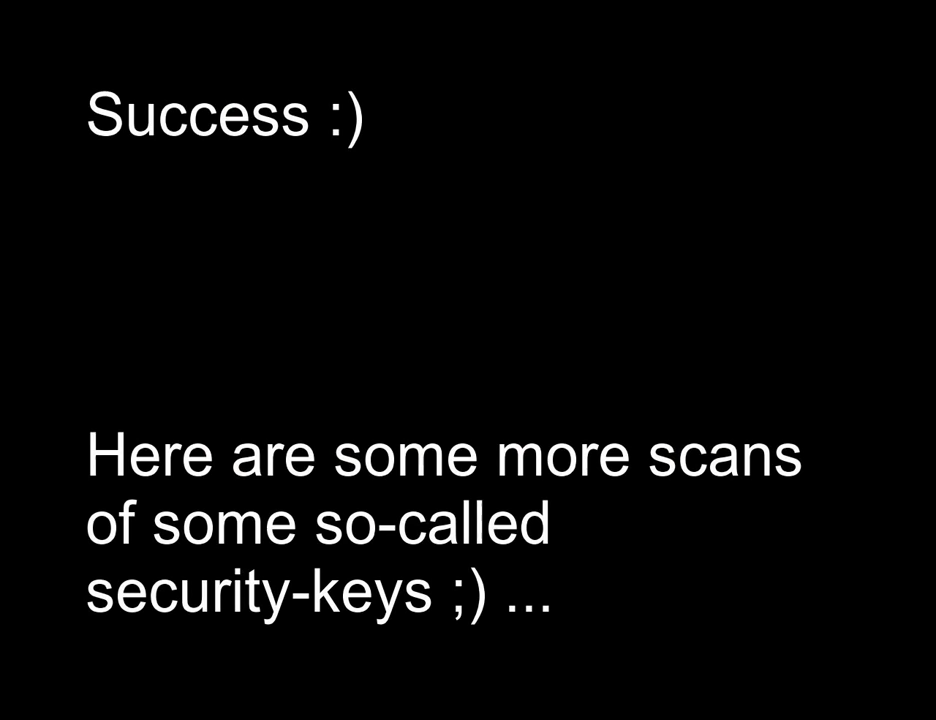 Success :)
Here are some more scans
of some so-called
security-keys ;) ...